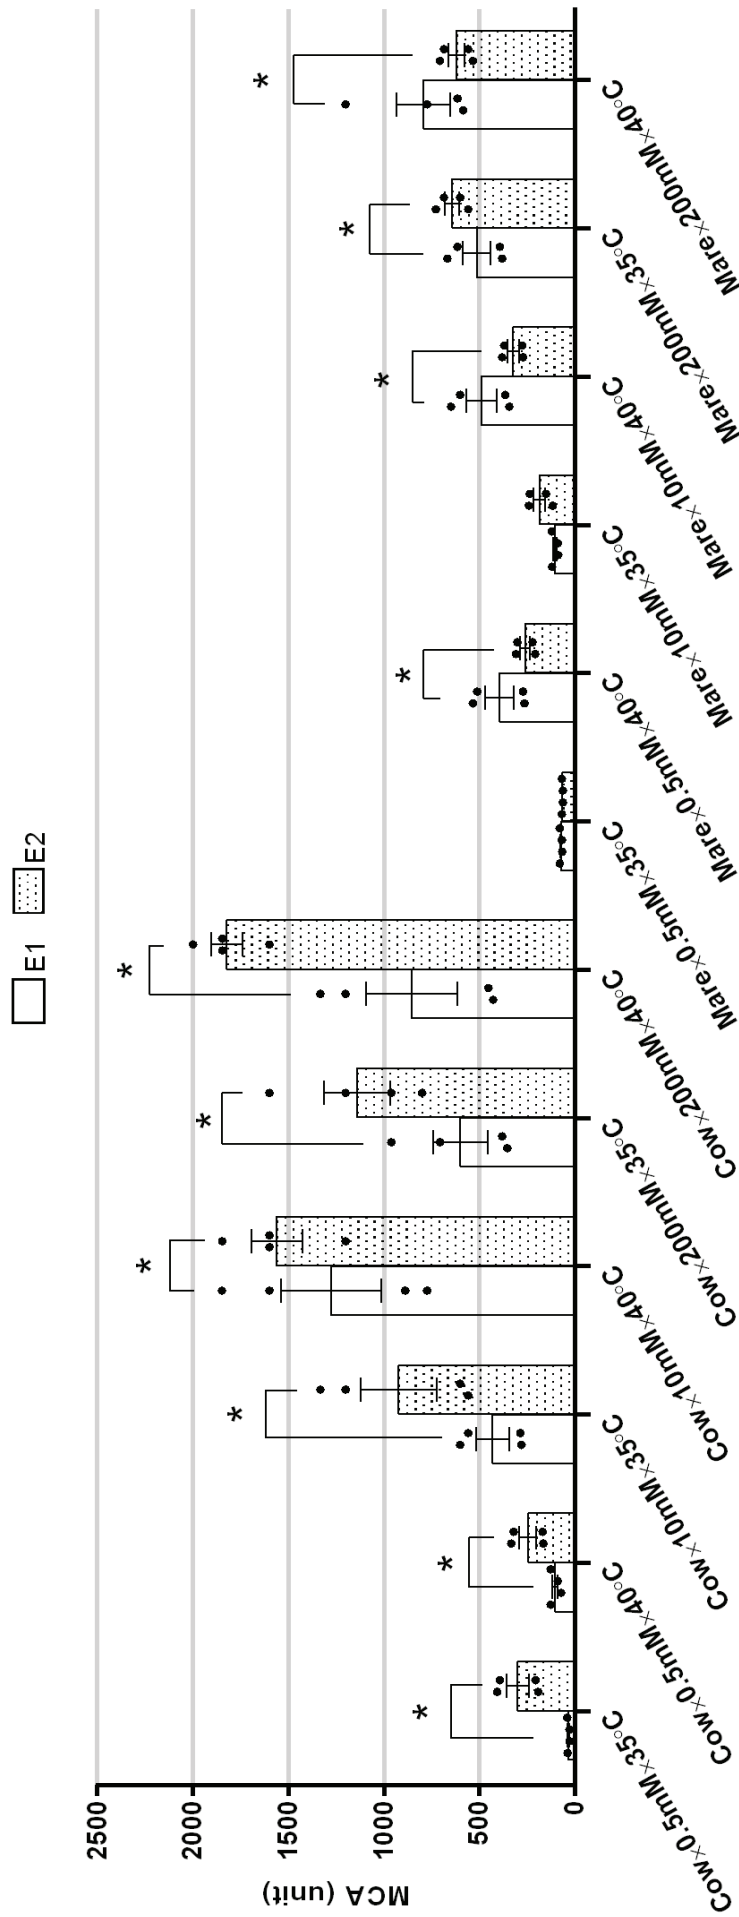 E1
E2
MCA (unit)
2500
2000
1500
1000
500
0
*
*
*
*
*
*
*
*
*
*
Cow×0.5mM×35°C
Cow×0.5mM×40°C
Cow×10mM×35°C
Cow×10mM×40°C
Cow×200mM×35°C
Cow×200mM×40°C
Mare×0.5mM×35°C
Mare×0.5mM×40°C
Mare×10mM×35°C
Mare×10mM×40°C
Mare×200mM×35°C
Mare×200mM×40°C